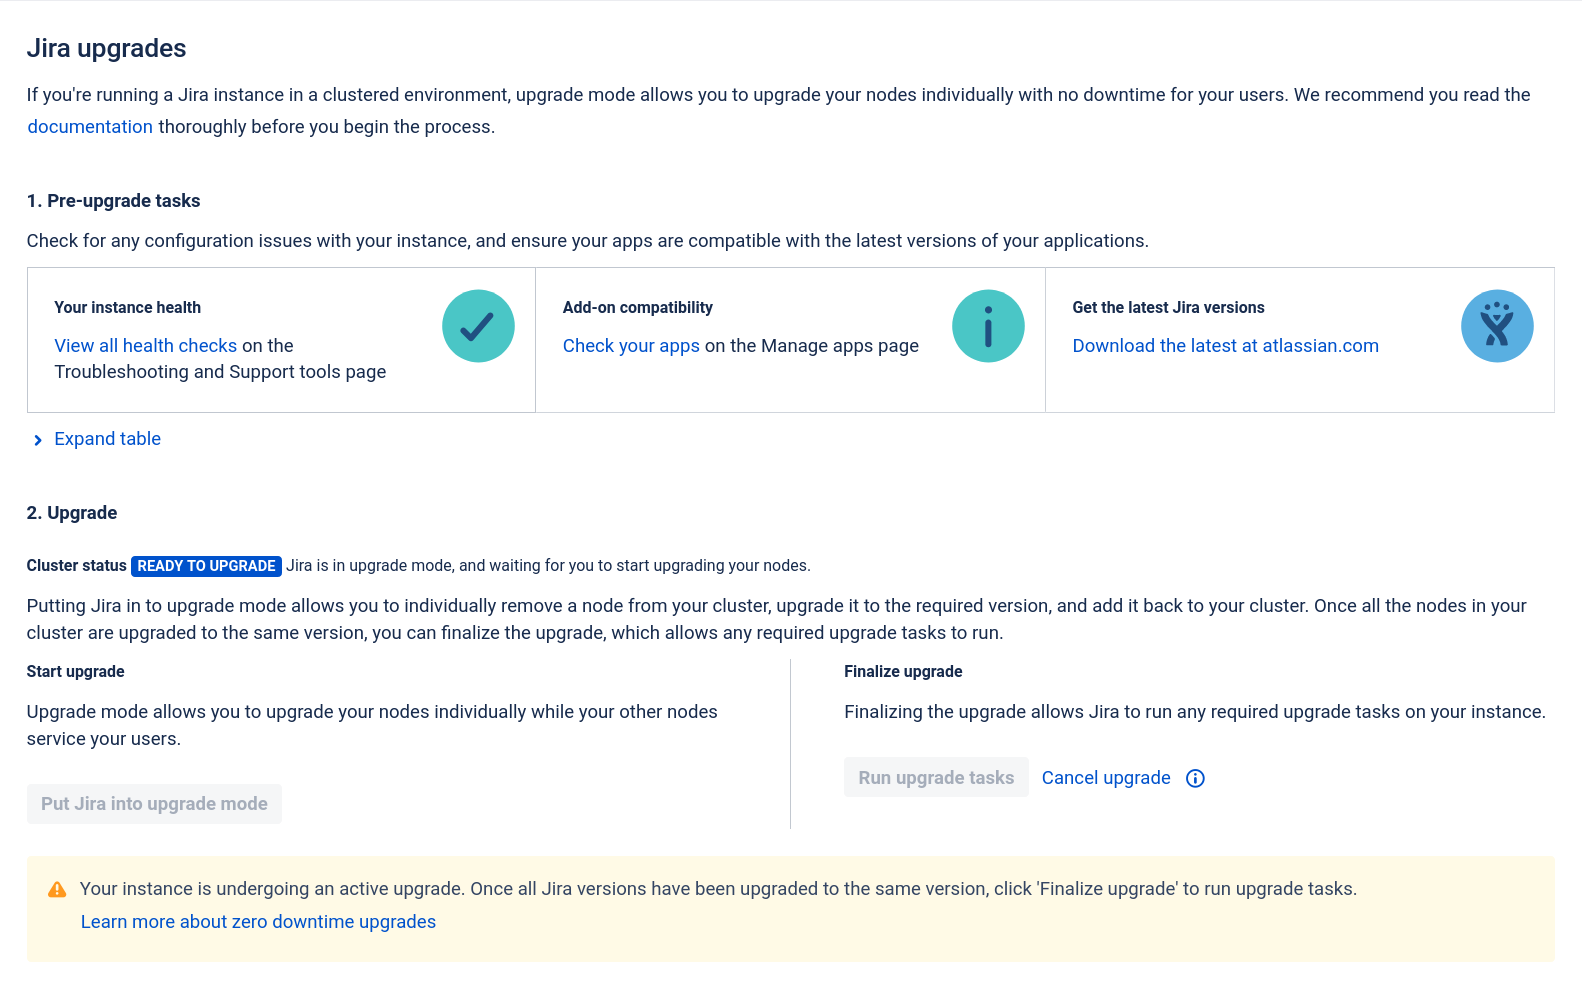 Jira upgrades
If you're running a Jira instance in a clustered environment, upgrade mode allows you to upgrade your nodes individually with no downtime for your users. We recommend you read the
documentation thoroughly before you begin the process.
1. Pre-upgrade tasks
Check for any configuration issues with your instance, and ensure your apps are compatible with the latest versions of your applications.
Your instance health
View all health checks on the
Troubleshooting and Support tools page
Add-on compatibility
Check your apps on the Manage apps page
Get the latest Jira versions
Download the latest at atlassian.com
Expand table
2. Upgrade
Cluster status READY TO UPGRADE Jira is in upgrade mode, and waiting for you to start upgrading your nodes.
Putting Jira in to upgrade mode allows you to individually remove a node from your cluster, upgrade it to the required version, and add it back to your cluster. Once all the nodes in your
cluster are upgraded to the same version, you can finalize the upgrade, which allows any required upgrade tasks to run.
Start upgrade
Upgrade mode allows you to upgrade your nodes individually while your other nodes
service your users.
Put Jira into upgrade mode
Finalize upgrade
Finalizing the upgrade allows Jira to run any required upgrade tasks on your instance.
Run upgrade tasks Cancel upgrade
Your instance is undergoing an active upgrade. Once all Jira versions have been upgraded to the same version, click 'Finalize upgrade' to run upgrade tasks.
Learn more about zero downtime upgrades